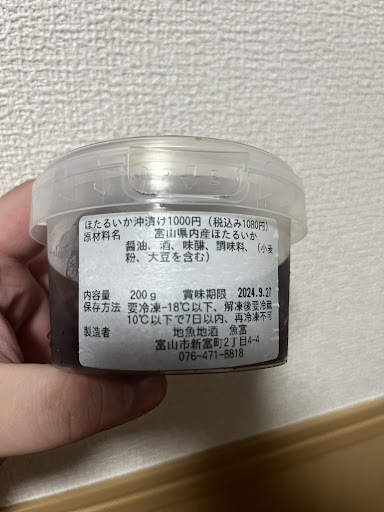 ほたるいか沖漬け1000円(税込み1080円)
原材料名 富山県内産ほたるいか
醤油、酒、味醂、調味料、(小麦
粉、大豆を含む)
内容量 200g 賞味期限 2024.9.27
保存方法 要冷凍-18℃以下、解凍後要冷蔵
10℃以下で7日以内、再冷凍不可
製造者 地魚地酒 魚富
富山市新富町2丁目4-4
076-471-8818